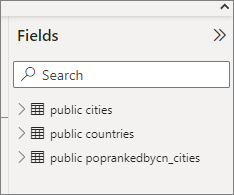 Fields
Search
public cities
public countries
public poprankedbycn_cities